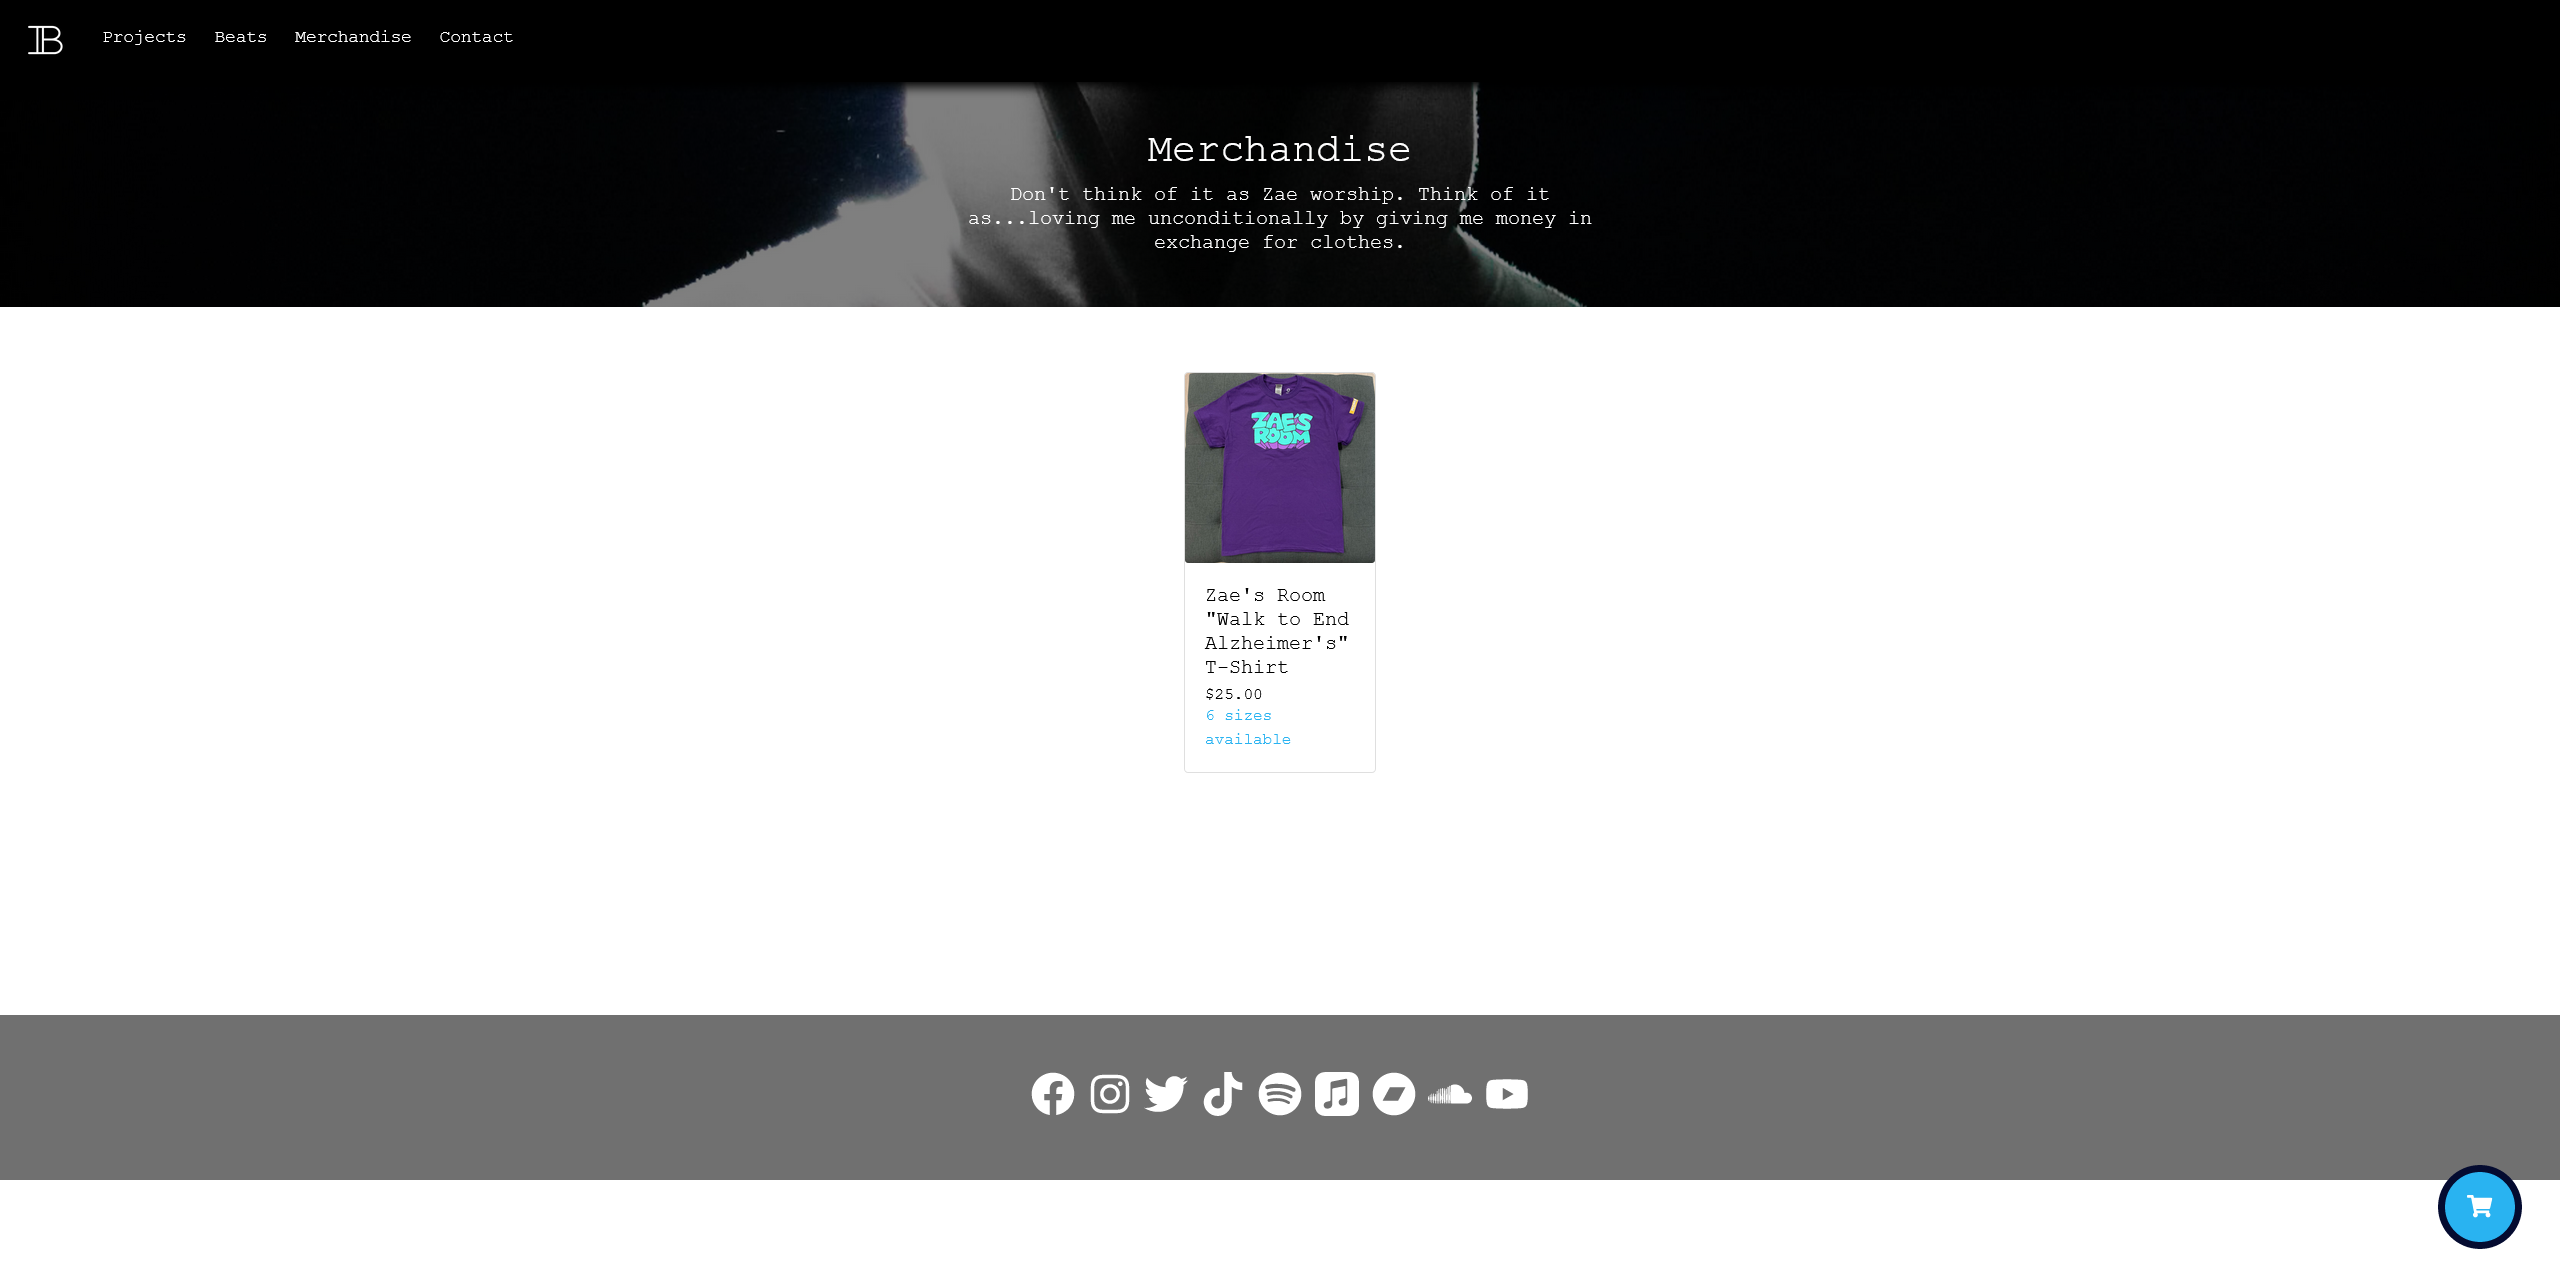 B
Projects Beats Merchandise Contact
Merchandise
Don't think of it as Zae worship. Think of it
as...loving me unconditionally by giving me money in
exchange for clothes.
ZAE'S
ROOM
Zae's Room
"Walk to End
Alzheimer's"
T-Shirt
$25.00
6 sizes
available